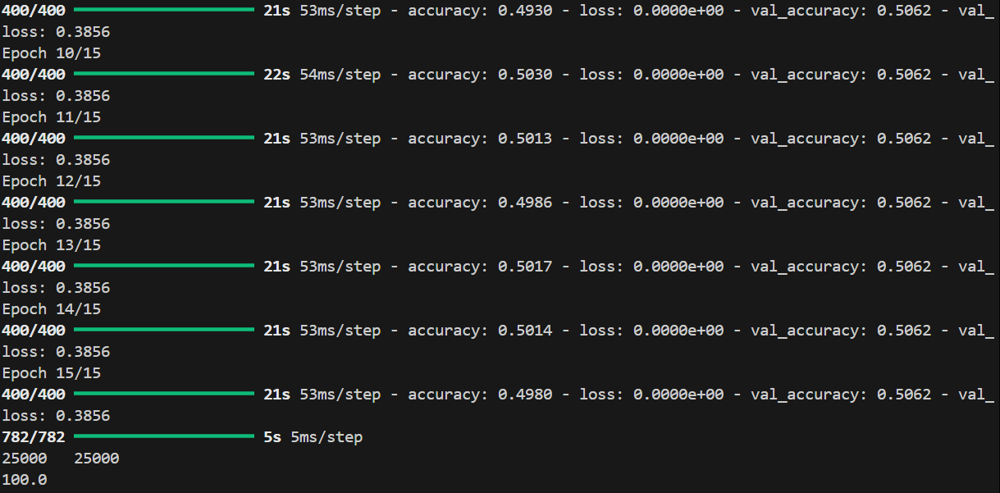 400/400 21s 53ms/step - accuracy: 0.4930 - loss: 0.0000e+00 - val_accuracy: 0.5062 - val_
loss: 0.3856
Epoch 10/15
400/400 22s 54ms/step - accuracy: 0.5030 - loss: 0.0000e+00 - val_accuracy: 0.5062 - val_
loss: 0.3856
Epoch 11/15
400/400 21s 53ms/step - accuracy: 0.5013 - loss: 0.0000e+00 - val_accuracy: 0.5062 - val_
loss: 0.3856
Epoch 12/15
400/400 21s 53ms/step - accuracy: 0.4986 - loss: 0.0000e+00 - val_accuracy: 0.5062 - val_
loss: 0.3856
Epoch 13/15
400/400 21s 53ms/step - accuracy: 0.5017 - loss: 0.0000e+00 - val_accuracy: 0.5062 - val_
loss: 0.3856
Epoch 14/15
400/400 21s 53ms/step - accuracy: 0.5014 - loss: 0.0000e+00 - val_accuracy: 0.5062 - val_
loss: 0.3856
Epoch 15/15
400/400 21s 53ms/step - accuracy: 0.4980 - loss: 0.0000e+00 - val_accuracy: 0.5062 - val_
loss: 0.3856
782/782 5s 5ms/step
25000 25000
100.0